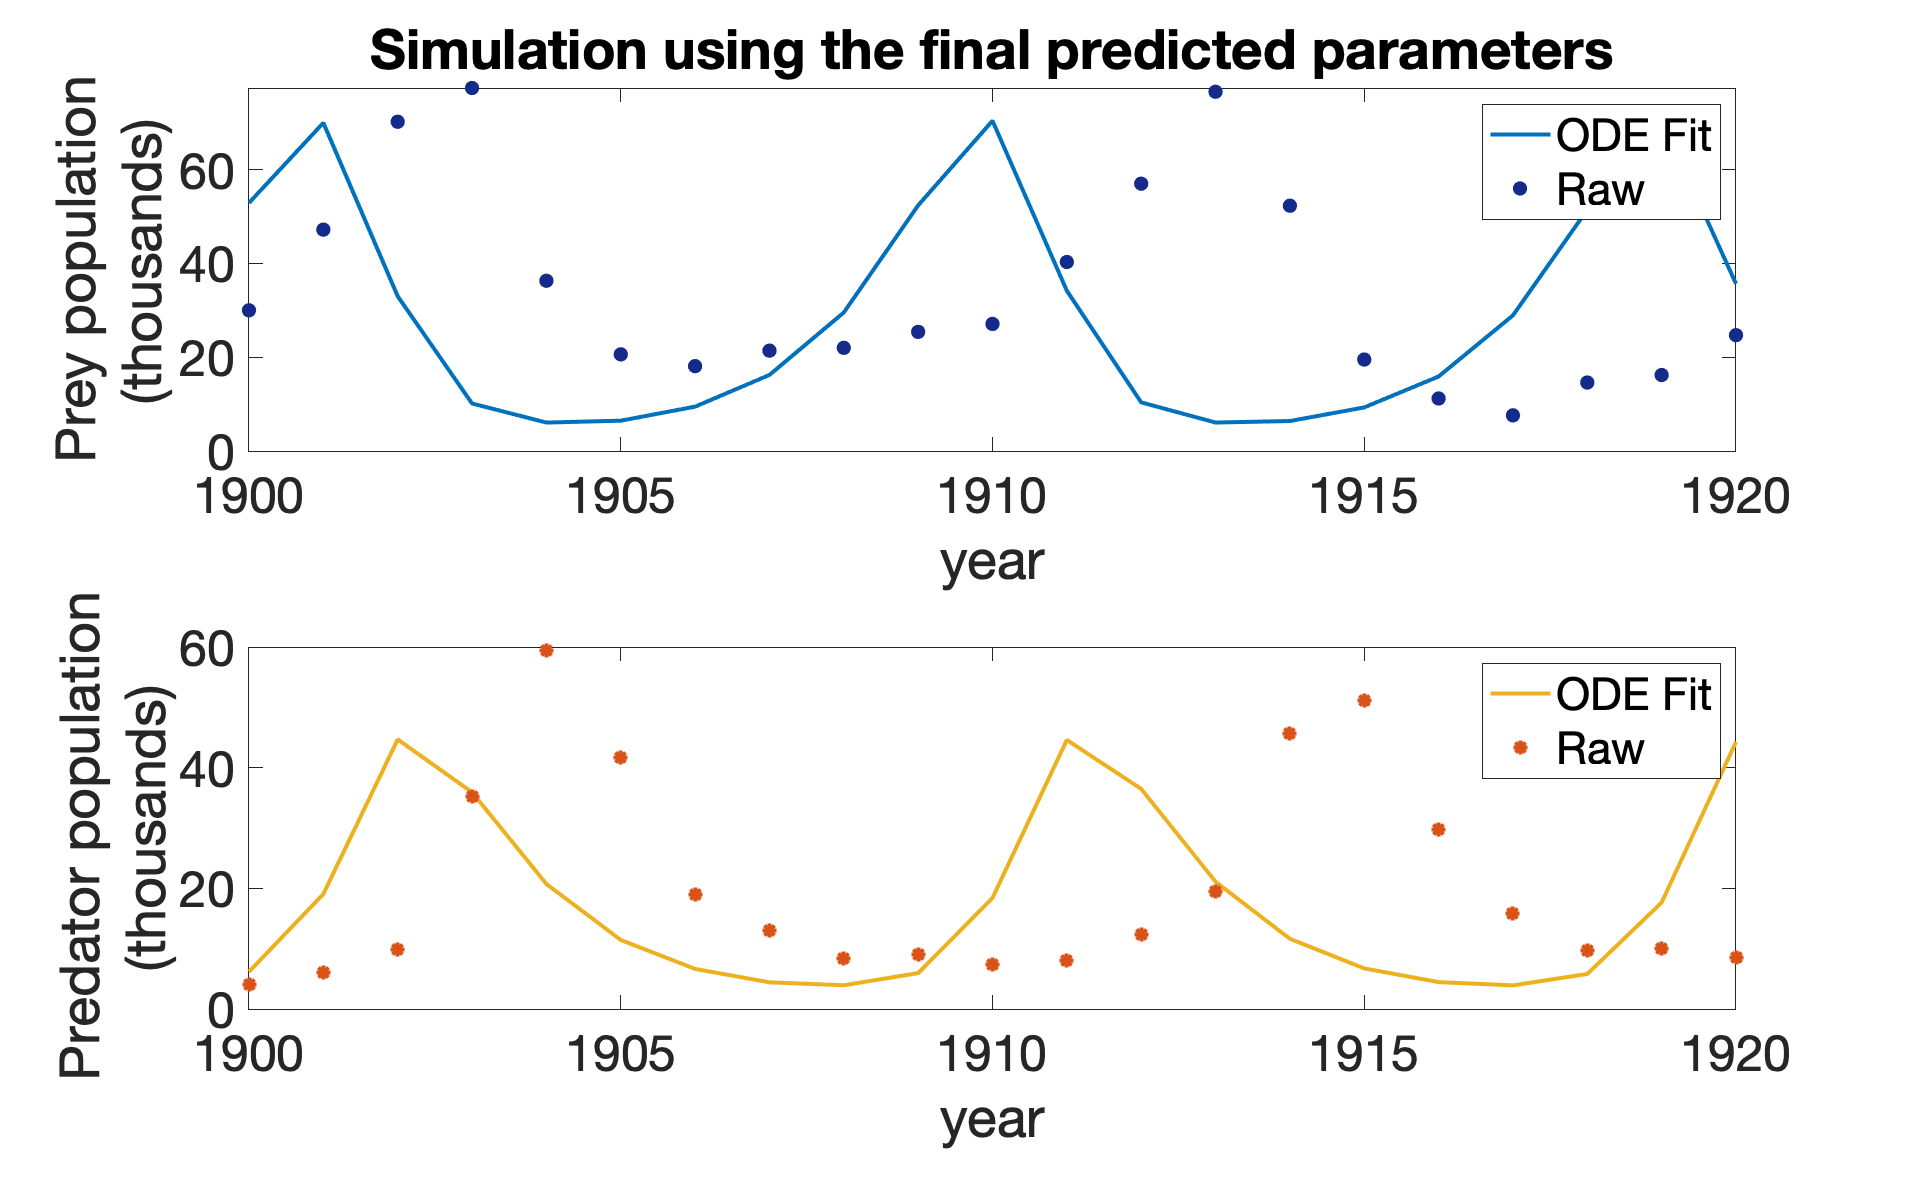 Simulation using the final predicted parameters
Prey population
(thousands)
60
40
20
0
ODE Fit
Raw
1900 1905 1910 1915 1920
year
Predator population
(thousands)
60
40
20
0
ODE Fit
Raw
1900 1905 1910 1915 1920
year